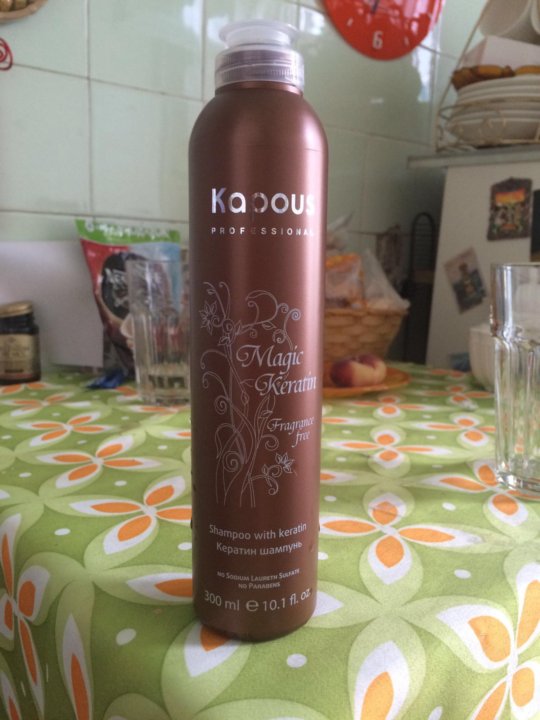 Kapous
PROFESSIONAL
Magic
Keratin
Fragrance
free
Shampoo with keratin
Кератин шампунь
NO SODIUM LAURETH SULFATE
NO PARABENS
300 ml ℮ 10.1 fl. oz.
6